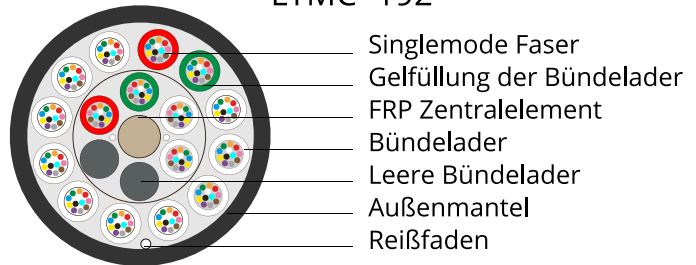 Singlemode Faser
Gelfüllung der Bündelader
FRP Zentralelement
Bündelader
Leere Bündelader
Außenmantel
Reißfaden